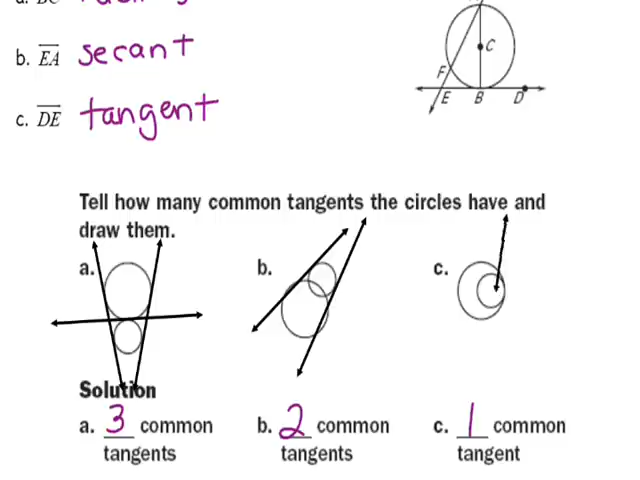 b. EA secant
c. DE tangent
C
F
E B D
Tell how many common tangents the circles have and
draw them.
a. b. c.
Solution
a. 3 common tangents
b. 2 common tangents
c. 1 common tangent